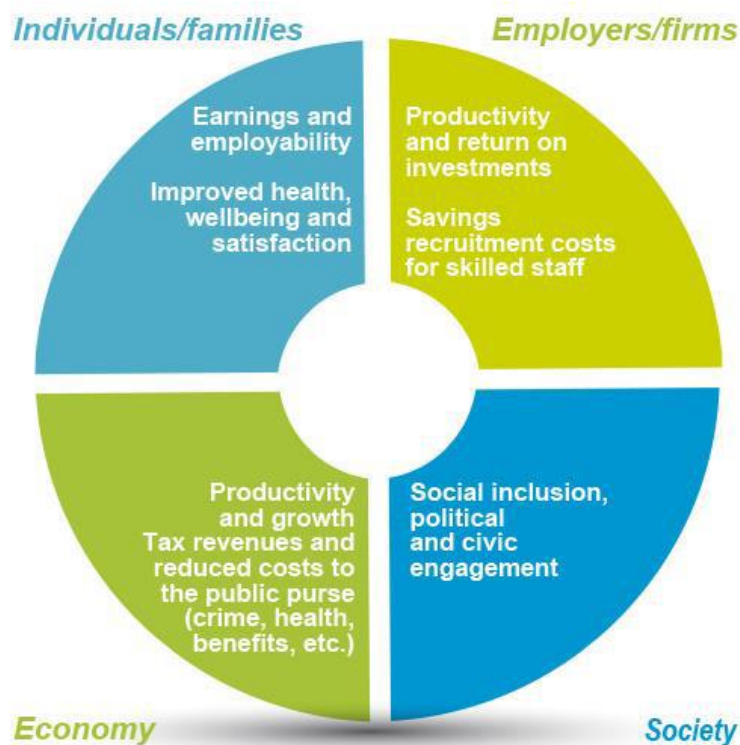 Individuals/families
Employers/firms
Earnings and
employability
Improved health,
wellbeing and
satisfaction
Productivity
and return on
investments
Savings
recruitment costs
for skilled staff
Productivity
and growth
Tax revenues and
reduced costs to
the public purse
(crime, health,
benefits, etc.)
Social inclusion,
political
and civic
engagement
Economy
Society